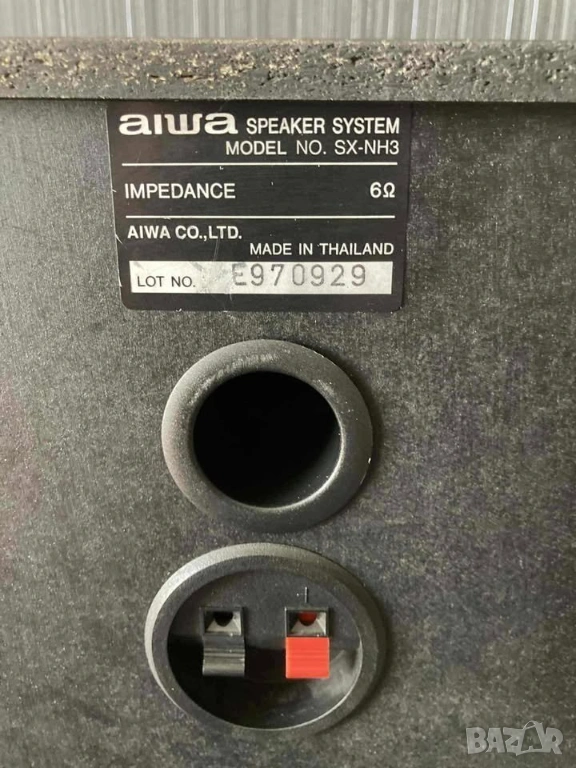 aiwa SPEAKER SYSTEM
MODEL NO. SX-NH3
IMPEDANCE 6Ω
AIWA CO.,LTD.
MADE IN THAILAND
LOT NO. E970929
BAZAR